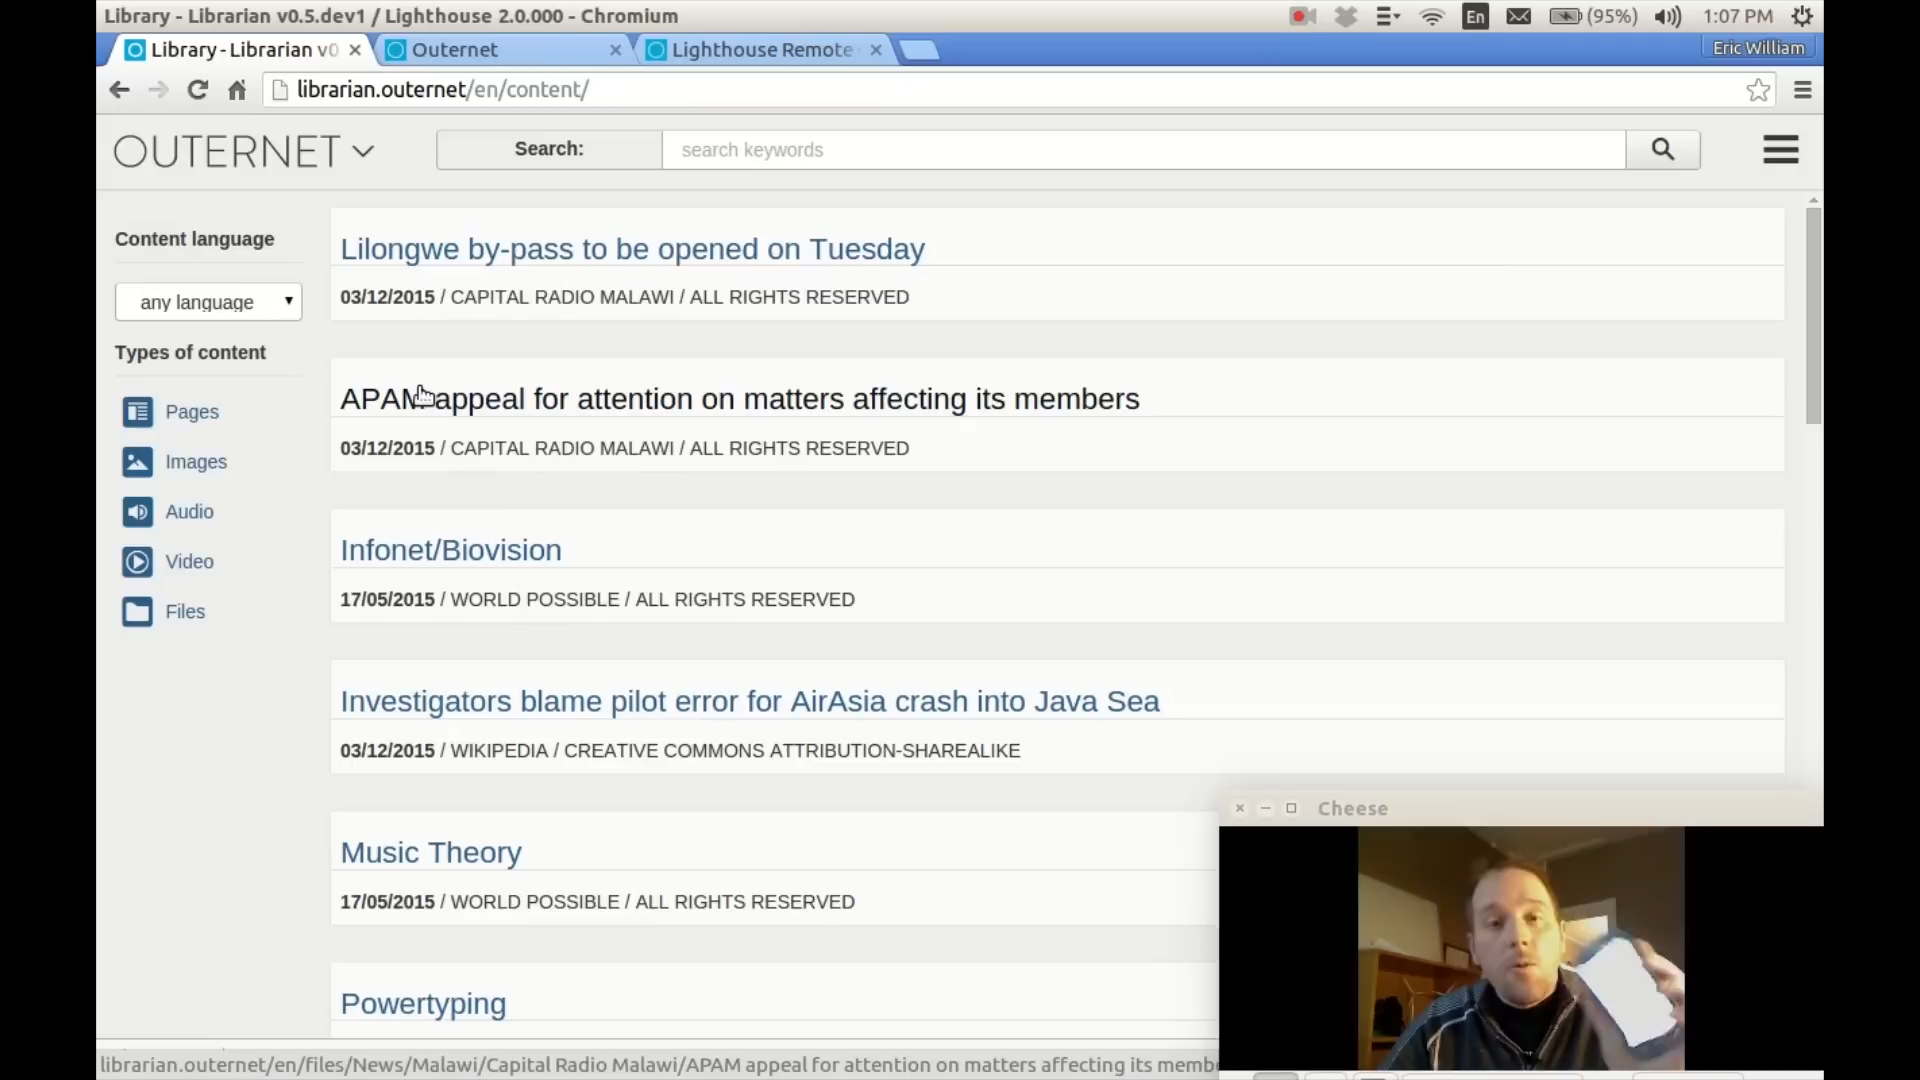 Library - Librarian v0.5.dev1 / Lighthouse 2.0.000 - Chromium
En
(95%)
1:07 PM
Library - Librarian v0
Outernet
Lighthouse Remote
Eric William
librarian.outernet/en/content/
OUTERNET
Search:
search keywords
Content language
any language
Types of content
Pages
Images
Audio
Video
Files
Lilongwe by-pass to be opened on Tuesday
03/12/2015 / CAPITAL RADIO MALAWI / ALL RIGHTS RESERVED
APAM appeal for attention on matters affecting its members
03/12/2015 / CAPITAL RADIO MALAWI / ALL RIGHTS RESERVED
Infonet/Biovision
17/05/2015 / WORLD POSSIBLE / ALL RIGHTS RESERVED
Investigators blame pilot error for AirAsia crash into Java Sea
03/12/2015 / WIKIPEDIA / CREATIVE COMMONS ATTRIBUTION-SHAREALIKE
Music Theory
17/05/2015 / WORLD POSSIBLE / ALL RIGHTS RESERVED
Powertyping
Cheese
librarian.outernet/en/files/News/Malawi/Capital Radio Malawi/APAM appeal for attention on matters affecting its memb